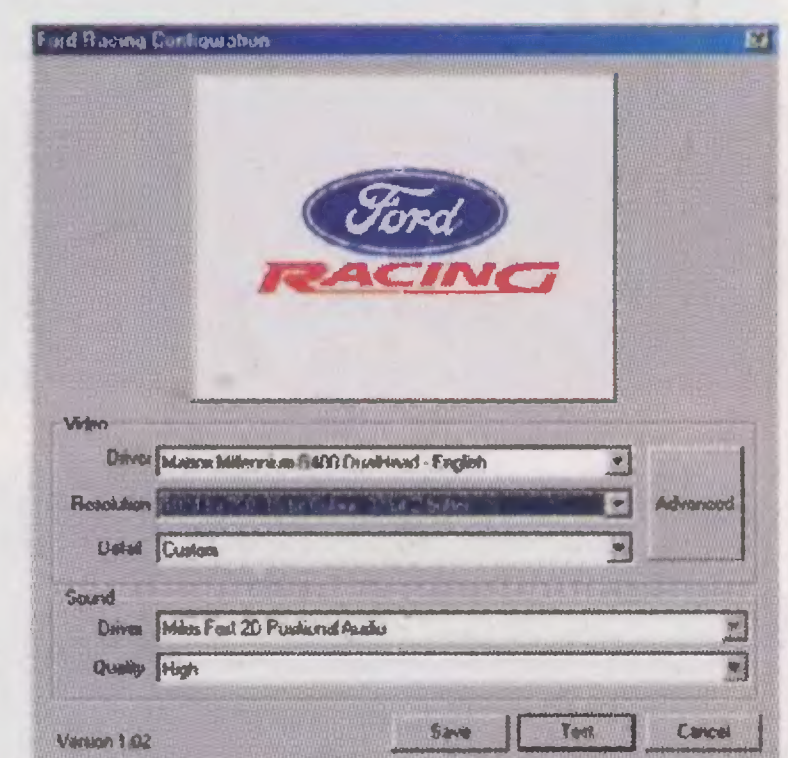 Ford Racing Configuration
Ford
RACING
Video
Driver Matrox Millennium G400 DualHead - English
Resolution
Advanced
Detail Custom
Sound
Driver Miles Fast 2D Positional Audio
Quality High
Version 1.02
Save Test Cancel